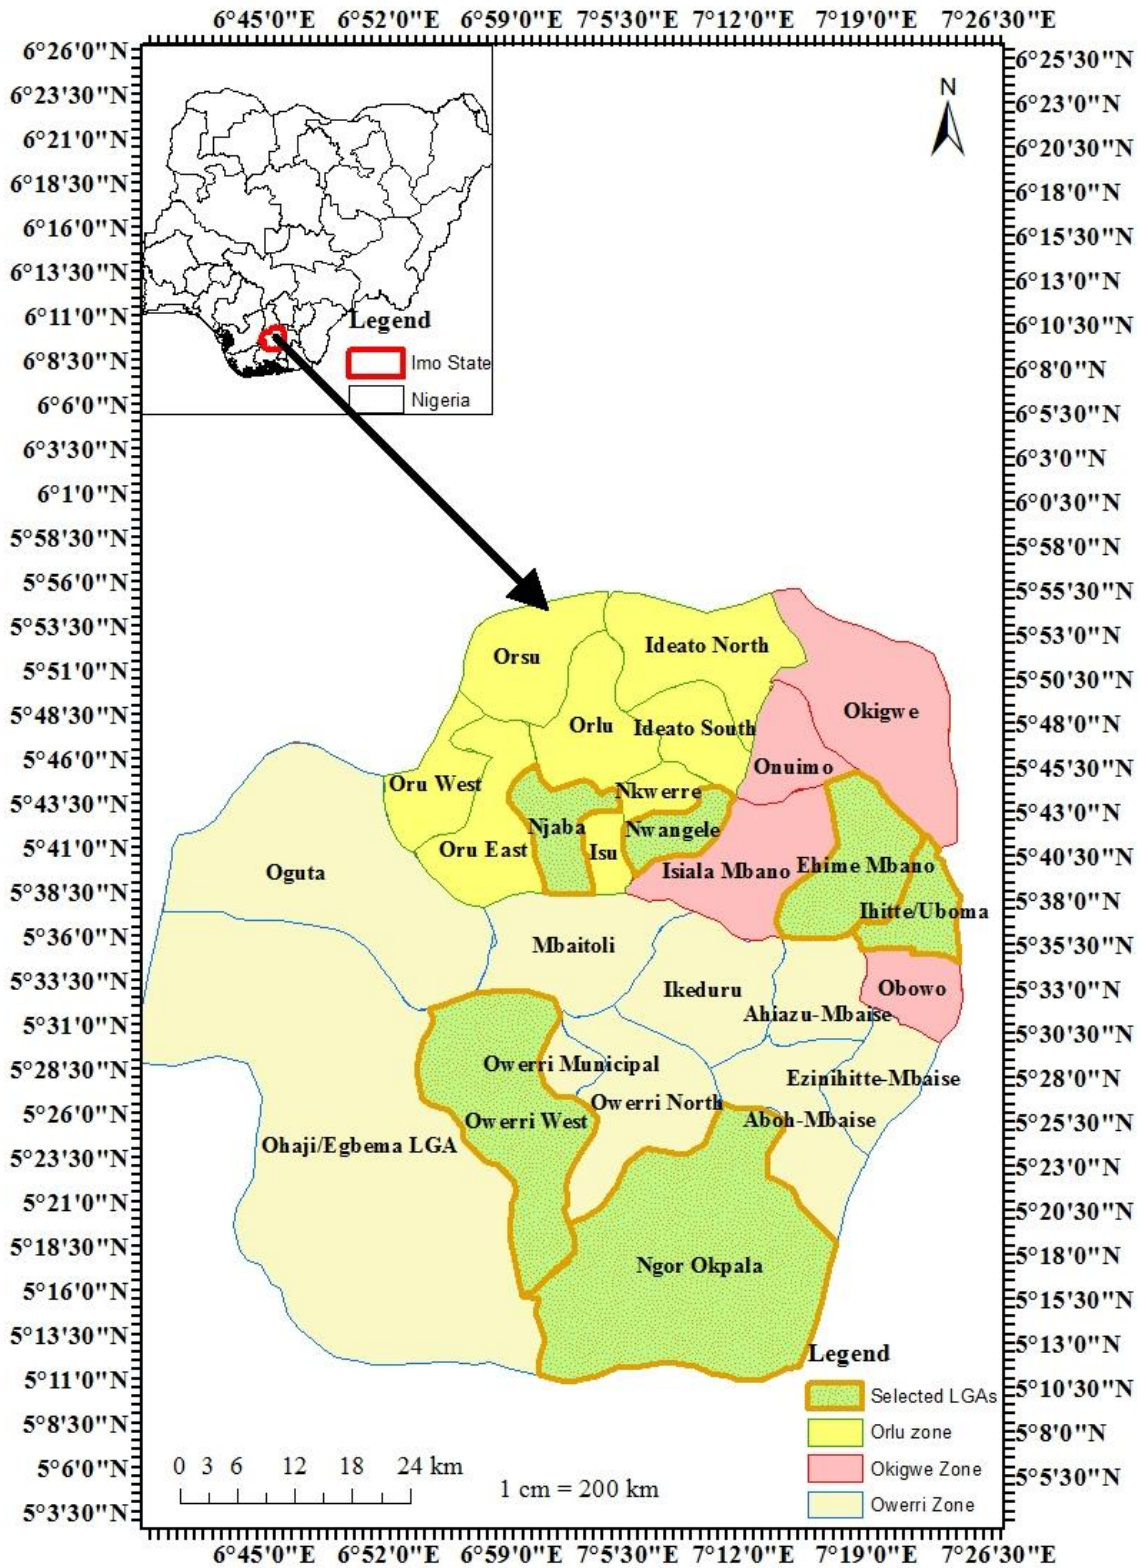 6°45'0"E 6°52'0"E 6°59'0"E 7°5'30"E 7°12'0"E 7°19'0"E 7°26'30"E
6°26'0"N 6°25'30"N
6°23'30"N 6°23'0"N
6°21'0"N 6°20'30"N
6°18'30"N 6°18'0"N
6°16'0"N 6°15'30"N
6°13'30"N 6°13'0"N
6°11'0"N 6°10'30"N
6°8'30"N 6°8'0"N
6°6'0"N 6°5'30"N
6°3'30"N 6°3'0"N
6°1'0"N 6°0'30"N
5°58'30"N 5°58'0"N
5°56'0"N 5°55'30"N
5°53'30"N 5°53'0"N
5°51'0"N 5°50'30"N
5°48'30"N 5°48'0"N
5°46'0"N 5°45'30"N
5°43'30"N 5°43'0"N
5°41'0"N 5°40'30"N
5°38'30"N 5°38'0"N
5°36'0"N 5°35'30"N
5°33'30"N 5°33'0"N
5°31'0"N 5°30'30"N
5°28'30"N 5°28'0"N
5°26'0"N 5°25'30"N
5°23'30"N 5°23'0"N
5°21'0"N 5°20'30"N
5°18'30"N 5°18'0"N
5°16'0"N 5°15'30"N
5°13'30"N 5°13'0"N
5°11'0"N 5°10'30"N
5°8'30"N 5°8'0"N
5°6'0"N 5°5'30"N
5°3'30"N
N
Legend
Imo State
Nigeria
Ideato North
Orsu
Okigwe
Orlu
Ideato South
Onuimo
Oru West
Nkwerre
Njaba
Nwangele
Oru East
Isu
Ehime Mbano
Isiala Mbano
Oguta
Ihitte/Uboma
Mbaitoli
Ikeduru
Obowo
Ahiazu-Mbaise
Owerri Municipal
Ezinihitte-Mbaise
Owerri North
Owerri West
Aboh-Mbaise
Ohaji/Egbema LGA
Ngor Okpala
Legend
Selected LGAs
Orlu zone
Okigwe Zone
Owerri Zone
0 3 6 12 18 24 km
1 cm = 200 km
6°45'0"E 6°52'0"E 6°59'0"E 7°5'30"E 7°12'0"E 7°19'0"E 7°26'30"E